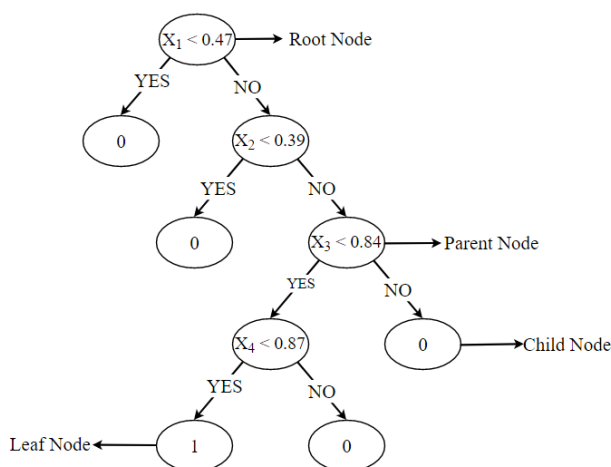 X₁ < 0.47
Root Node
YES
NO
0
X₂ < 0.39
YES
NO
0
X₃ < 0.84
Parent Node
YES
NO
X₄ < 0.87
0
Child Node
YES
NO
Leaf Node
1
0